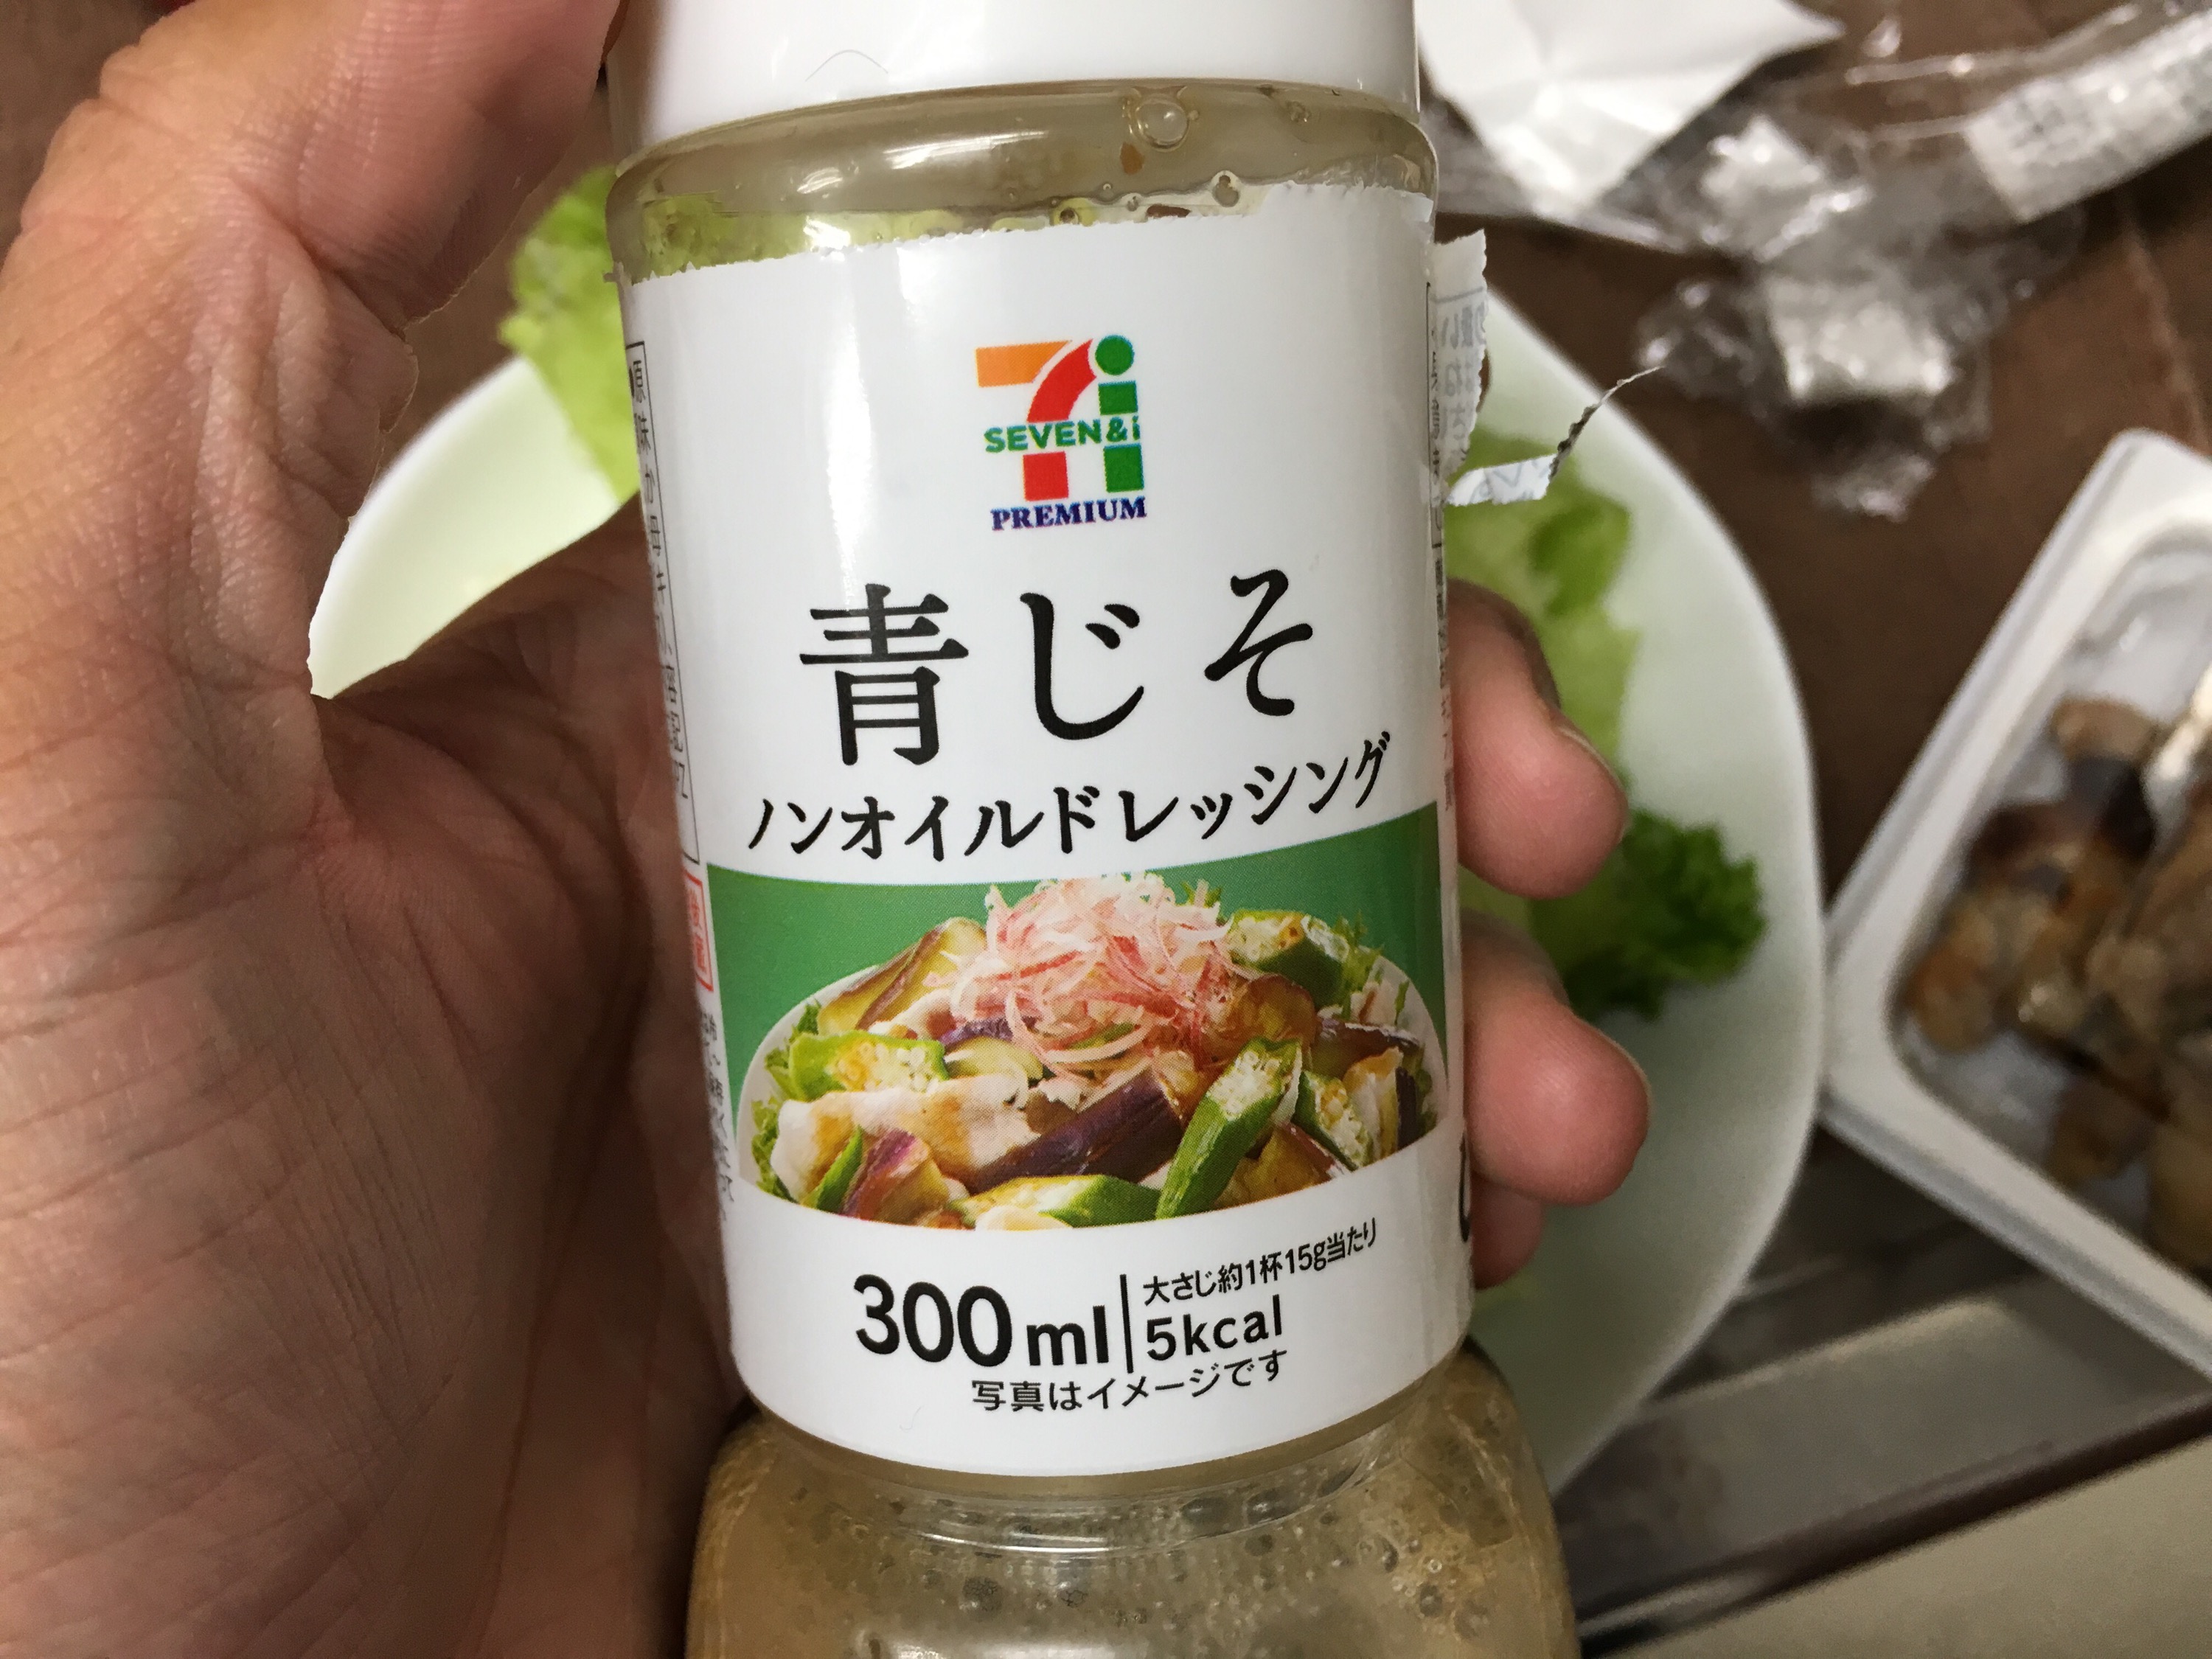 SEVEN&i
PREMIUM
青じそ
ノンオイルドレッシング
300ml
大さじ約1杯15g当たり
5kcal
写真はイメージです